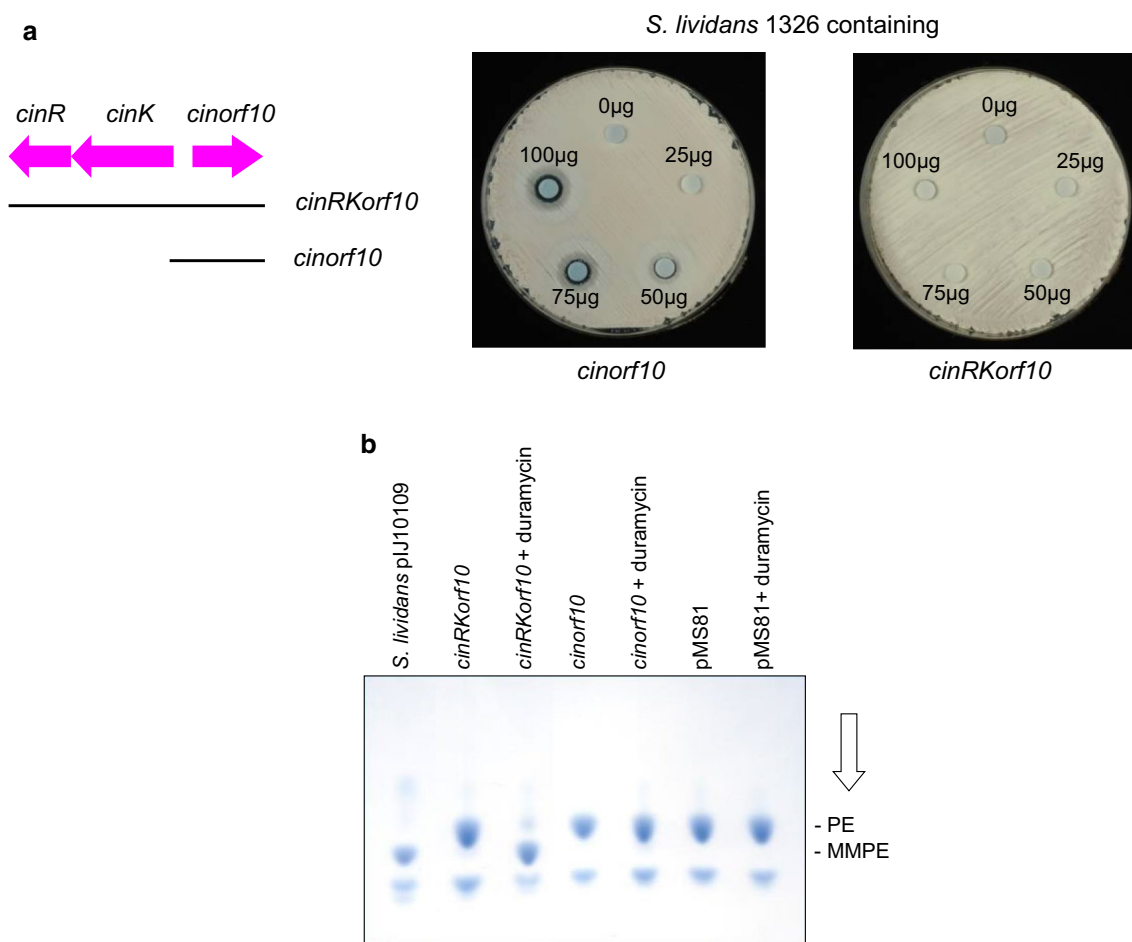 a
S. lividans 1326 containing
cinR cinK cinorf10
cinRKorf10
cinorf10
0µg
100µg 25µg
75µg 50µg
cinorf10
0µg
100µg 25µg
75µg 50µg
cinRKorf10
b
S. lividans pIJ10109
cinRKorf10
cinRKorf10 + duramycin
cinorf10
cinorf10 + duramycin
pMS81
pMS81+ duramycin
- PE
- MMPE